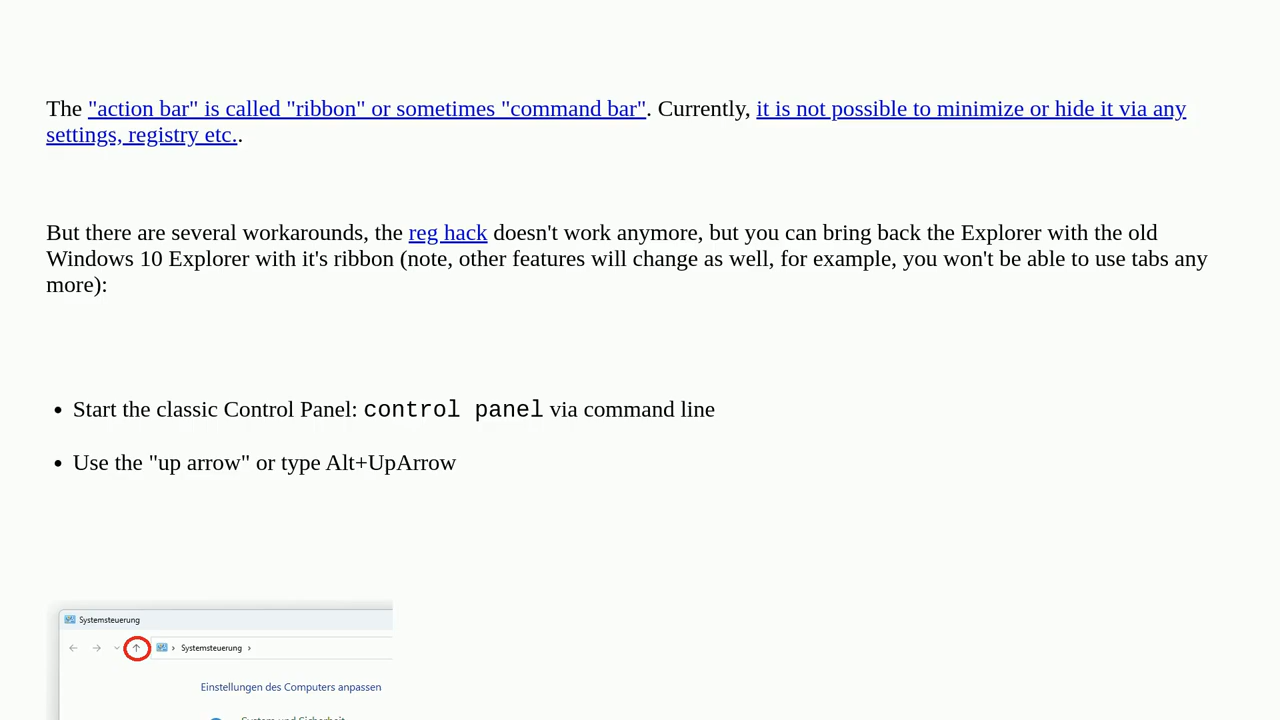 The "action bar" is called "ribbon" or sometimes "command bar". Currently, it is not possible to minimize or hide it via any
settings, registry etc..
But there are several workarounds, the reg hack doesn't work anymore, but you can bring back the Explorer with the old
Windows 10 Explorer with it's ribbon (note, other features will change as well, for example, you won't be able to use tabs any
more):
• Start the classic Control Panel: control panel via command line
• Use the "up arrow" or type Alt+UpArrow
Systemsteuerung
Systemsteuerung
Einstellungen des Computers anpassen
System und Sicherheit